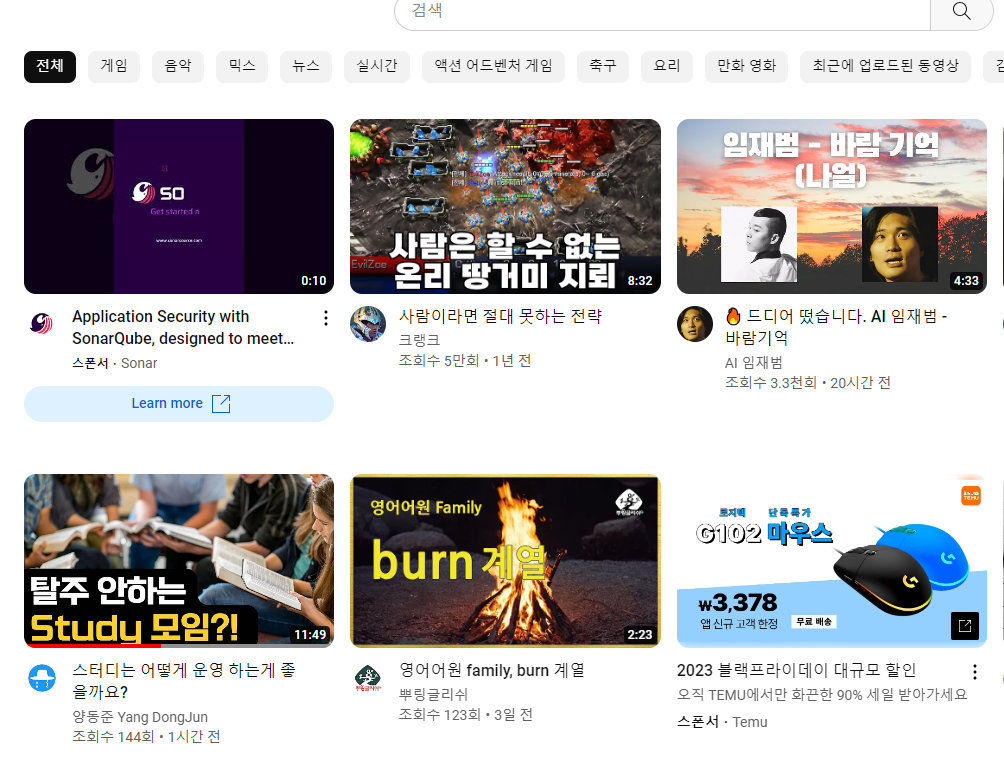 검색
전체 게임 음악 믹스 뉴스 실시간 액션 어드벤처 게임 축구 요리 만화 영화 최근에 업로드된 동영상
SO
Get started n
www.sonarsource.com
0:10
Application Security with
SonarQube, designed to meet...
스폰서 · Sonar
Learn more
사람은 할 수 없는
EvilZoe
온리 땅거미 지뢰
8:32
사람이라면 절대 못하는 전략
크랭크
조회수 5만회 • 1년 전
임재범 - 바람 기억
(나얼)
4:33
🔥 드디어 떴습니다. AI 임재범 -
바람기억
AI 임재범
조회수 3.3천회 • 20시간 전
탈주 안하는
Study 모임?!
11:49
스터디는 어떻게 운영 하는게 좋
을까요?
양동준 Yang DongJun
조회수 144회 • 1시간 전
영어어원 Family
뿌링글리쉬
burn 계열
2:23
영어어원 family, burn 계열
뿌링글리쉬
조회수 123회 • 3일 전
TEMU
로지텍 단독특가
G102 마우스
₩3,378
앱 신규 고객 한정 무료 배송
2023 블랙프라이데이 대규모 할인
오직 TEMU에서만 화끈한 90% 세일 받아가세요
스폰서 · Temu